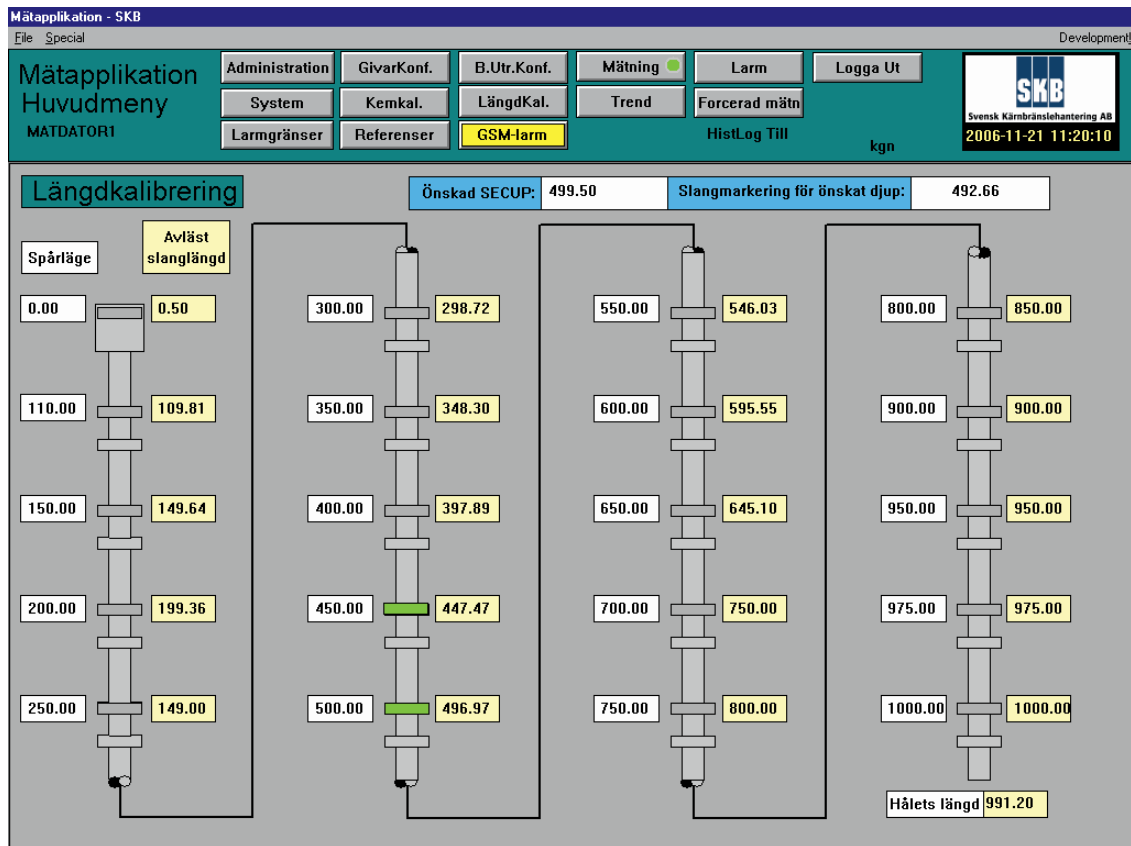 Mätapplikation - SKB
File Special Development!
Mätapplikation
Huvudmeny
MATDATOR1
Administration GivarKonf. B.Utr.Konf. Mätning Larm Logga Ut
System Kemkal. LängdKal. Trend Forcerad mätn
Larmgränser Referenser GSM-larm HistLog Till kgn
SKB
Svensk Kärnbränslehantering AB
2006-11-21 11:20:10
Längdkalibrering
Önskad SECUP: 499.50 Slangmarkering för önskat djup: 492.66
Spårläge
Avläst
slanglängd
0.00 0.50 300.00 298.72 550.00 546.03 800.00 850.00
110.00 109.81 350.00 348.30 600.00 595.55 900.00 900.00
150.00 149.64 400.00 397.89 650.00 645.10 950.00 950.00
200.00 199.36 450.00 447.47 700.00 750.00 975.00 975.00
250.00 149.00 500.00 496.97 750.00 800.00 1000.00 1000.00
Hålets längd 991.20